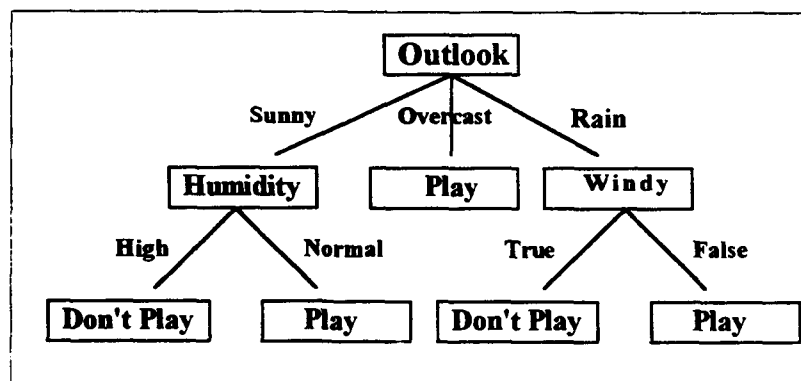 Outlook
Sunny Overcast Rain
Humidity Play Windy
High Normal True False
Don't Play Play Don't Play Play